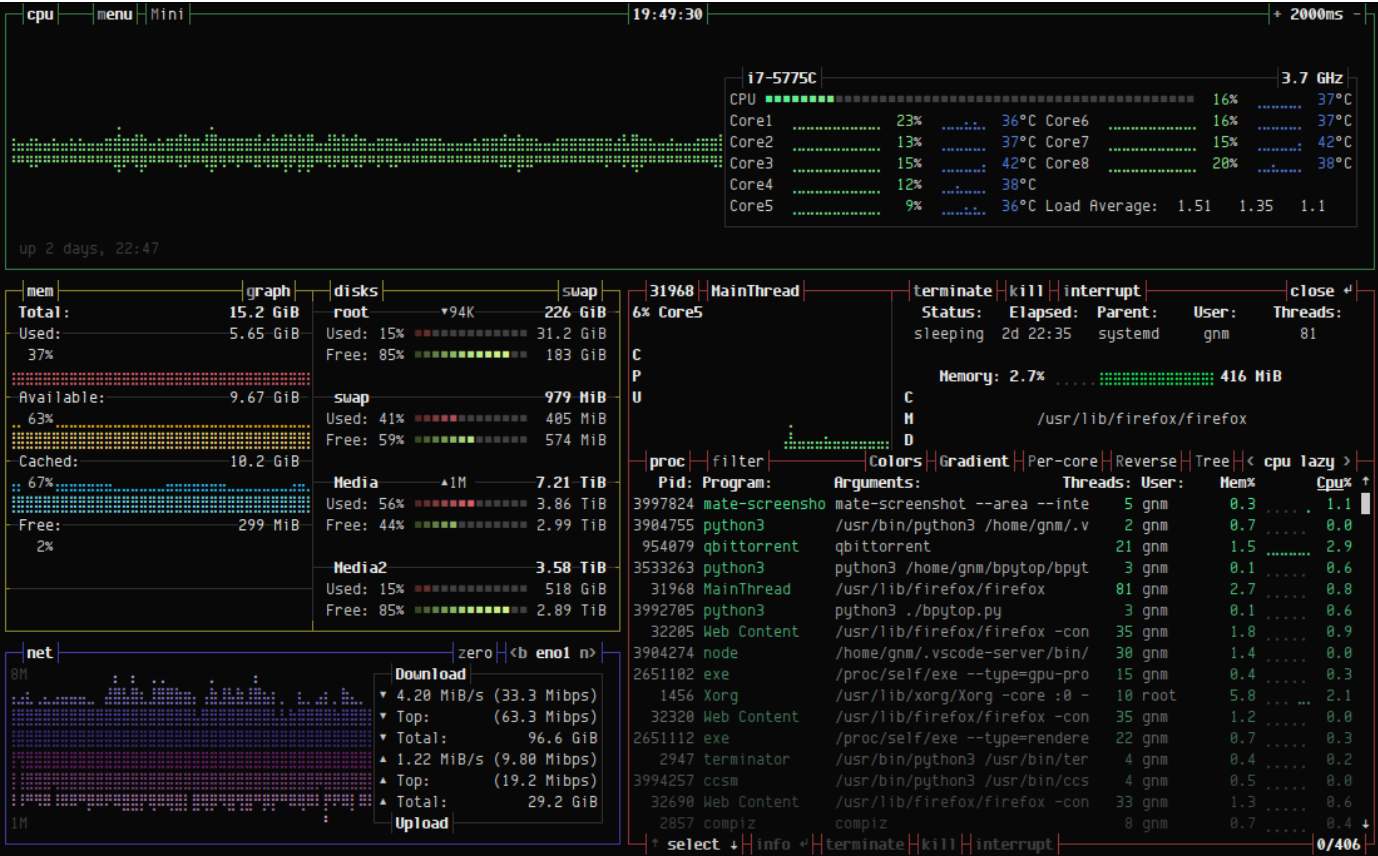 cpu menu Mini 19:49:30 + 2000ms -
i7-5775C 3.7 GHz
CPU 16% 37°C
Core1 23% 36°C Core6 16% 37°C
Core2 13% 37°C Core7 15% 42°C
Core3 15% 42°C Core8 20% 38°C
Core4 12% 38°C
Core5 9% 36°C Load Average: 1.51 1.35 1.1
up 2 days, 22:47
mem graph
Total: 15.2 GiB
Used: 5.65 GiB
37%
Available: 9.67 GiB
63%
Cached: 10.2 GiB
67%
Free: 299 MiB
2%
disks swap
root ▼94K 226 GiB
Used: 15% 31.2 GiB
Free: 85% 183 GiB
swap 979 MiB
Used: 41% 405 MiB
Free: 59% 574 MiB
Media ▲1M 7.21 TiB
Used: 56% 3.86 TiB
Free: 44% 2.99 TiB
Media2 3.58 TiB
Used: 15% 518 GiB
Free: 85% 2.89 TiB
net zero <b eno1 n>
8M
Download
▼ 4.20 MiB/s (33.3 Mibps)
▼ Top: (63.3 Mibps)
▼ Total: 96.6 GiB
▲ 1.22 MiB/s (9.80 Mibps)
▲ Top: (19.2 Mibps)
▲ Total: 29.2 GiB
Upload
1M
31968 MainThread terminate kill interrupt close ↲
6% Core5
C
P
U
Status: Elapsed: Parent: User: Threads:
sleeping 2d 22:35 systemd gnm 81
Memory: 2.7% 416 MiB
C
M
D
/usr/lib/firefox/firefox
proc filter Colors Gradient Per-core Reverse Tree < cpu lazy >
Pid: Program: Arguments: Threads: User: Mem% Cpu% ↑
3997824 mate-screensho mate-screenshot --area --inte 5 gnm 0.3 1.1
3904755 python3 /usr/bin/python3 /home/gnm/.v 2 gnm 0.7 0.0
954079 qbittorrent qbittorrent 21 gnm 1.5 2.9
3533263 python3 python3 /home/gnm/bpytop/bpyt 3 gnm 0.1 0.6
31968 MainThread /usr/lib/firefox/firefox 81 gnm 2.7 0.8
3992705 python3 python3 ./bpytop.py 3 gnm 0.1 0.6
32205 Web Content /usr/lib/firefox/firefox -con 35 gnm 1.8 0.9
3904274 node /home/gnm/.vscode-server/bin/ 30 gnm 1.4 0.0
2651102 exe /proc/self/exe --type=gpu-pro 15 gnm 0.4 0.3
1456 Xorg /usr/lib/xorg/Xorg -core :0 - 10 root 5.8 2.1
32320 Web Content /usr/lib/firefox/firefox -con 35 gnm 1.2 0.0
2651112 exe /proc/self/exe --type=rendere 22 gnm 0.7 0.3
2947 terminator /usr/bin/python3 /usr/bin/ter 4 gnm 0.4 0.2
3994257 ccsm /usr/bin/python3 /usr/bin/ccs 4 gnm 0.5 0.0
32690 Web Content /usr/lib/firefox/firefox -con 33 gnm 1.3 0.6
2857 compiz compiz 8 gnm 0.7 0.4 ↓
↑ select ↓ info ↲ terminate kill interrupt 0/406